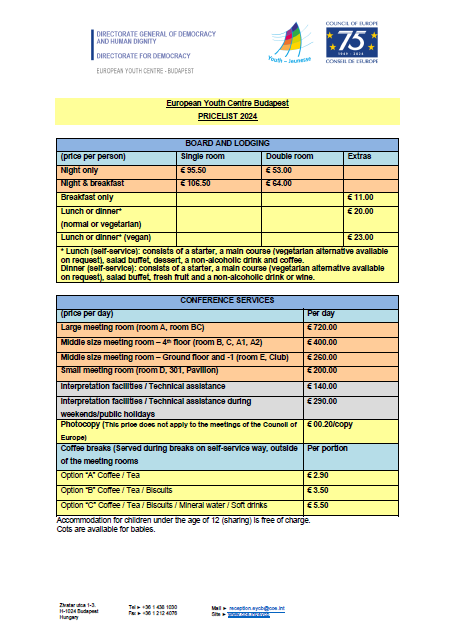 DIRECTORATE GENERAL OF DEMOCRACY
AND HUMAN DIGNITY
DIRECTORATE FOR DEMOCRACY
EUROPEAN YOUTH CENTRE - BUDAPEST
Youth – Jeunesse
COUNCIL OF EUROPE
75
1949 - 2024
CONSEIL DE L'EUROPE
European Youth Centre Budapest
PRICELIST 2024
BOARD AND LODGING
(price per person) Single room Double room Extras
Night only € 95.50 € 53.00
Night & breakfast € 106.50 € 64.00
Breakfast only € 11.00
Lunch or dinner* € 20.00
(normal or vegetarian)
Lunch or dinner* (vegan) € 23.00
* Lunch (self-service): consists of a starter, a main course (vegetarian alternative available
on request), salad buffet, dessert, a non-alcoholic drink and coffee.
Dinner (self-service): consists of a starter, a main course (vegetarian alternative available
on request), salad buffet, fresh fruit and a non-alcoholic drink or wine.
CONFERENCE SERVICES
(price per day) Per day
Large meeting room (room A, room BC) € 720.00
Middle size meeting room – 4th floor (room B, C, A1, A2) € 400.00
Middle size meeting room – Ground floor and -1 (room E, Club) € 260.00
Small meeting room (room D, 301, Pavilion) € 200.00
Interpretation facilities / Technical assistance € 140.00
Interpretation facilities / Technical assistance during € 290.00
weekends/public holidays
Photocopy (This price does not apply to the meetings of the Council of € 00.20/copy
Europe)
Coffee breaks (Served during breaks on self-service way, outside Per portion
of the meeting rooms
Option "A" Coffee / Tea € 2.90
Option "B" Coffee / Tea / Biscuits € 3.50
Option "C" Coffee / Tea / Biscuits / Mineral water / Soft drinks € 5.50
Accommodation for children under the age of 12 (sharing) is free of charge.
Cots are available for babies.
Zivatar utca 1-3. Tel ► +36 1 438 1030 Mail ► reception.eycb@coe.int
H-1024 Budapest Fax ► +36 1 212 4076 Site ►
Hungary